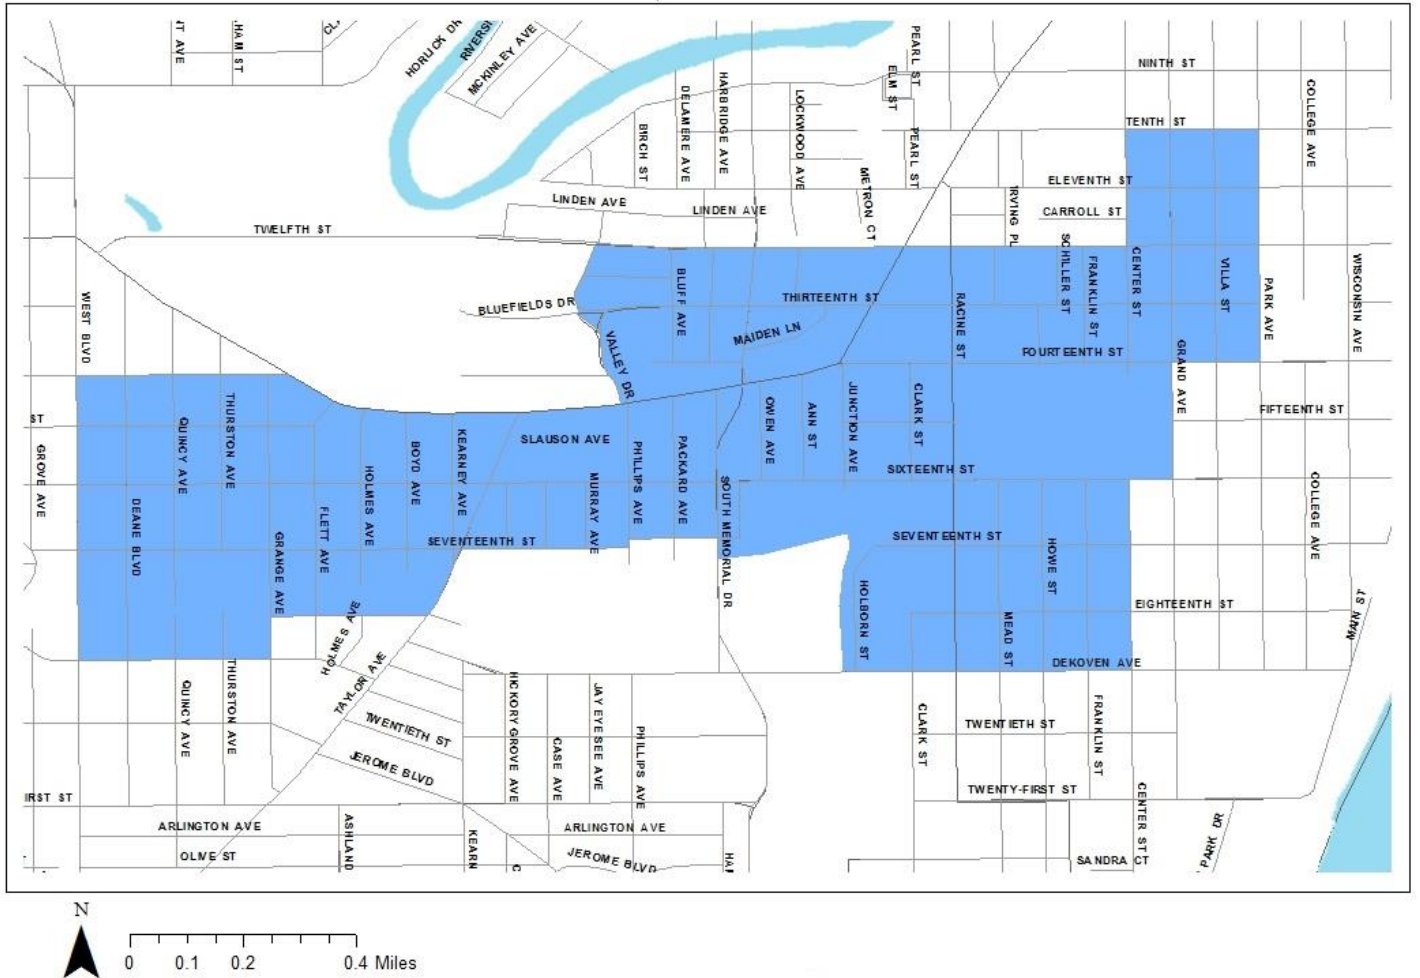 NT AVE
HAM ST
HORLICK DR
MCKINLEY AVE
PEARL ST
NINTH ST
ELM ST
HARBRIDGE AVE
DELAMERE AVE
LOCKWOOD AVE
COLLEGE AVE
TENTH ST
BIRCH ST
PEARL ST
METRON CT
ELEVENTH ST
IRVING PL
LINDEN AVE
LINDEN AVE
CARROLL ST
TWELFTH ST
SCHILLER ST
FRANKLIN ST
CENTER ST
VILLA ST
PARK AVE
WISCONSIN AVE
WEST BLVD
BLUEFIELDS DR
BLUFF AVE
THIRTEENTH ST
RACINE ST
MAIDEN LN
VALLEY DR
FOURTEENTH ST
GRAND AVE
ST
QUINCY AVE
THURSTON AVE
OWEN AVE
ANN ST
JUNCTION AVE
CLARK ST
FIFTEENTH ST
GROVE AVE
BOYD AVE
KEARNEY AVE
SLAUSON AVE
PHILLIPS AVE
PACKARD AVE
SIXTEENTH ST
HOLMES AVE
MURRAY AVE
SOUTH MEMORIAL DR
COLLEGE AVE
DEANE BLVD
FLETT AVE
GRANGE AVE
SEVENTEENTH ST
SEVENTEENTH ST
HOWE ST
HOLBORN ST
EIGHTEENTH ST
MAIN ST
HOLMES AVE
MEAD ST
DEKOVEN AVE
TAYLOR AVE
QUINCY AVE
THURSTON AVE
HICKORY GROVE AVE
JAY EYE SEE AVE
CLARK ST
FRANKLIN ST
TWENTIETH ST
TWENTIETH ST
CASE AVE
PHILLIPS AVE
JEROME BLVD
IRST ST
TWENTY-FIRST ST
CENTER ST
PARK DR
ARLINGTON AVE
ASHLAND
KEARN
ARLINGTON AVE
OLIVE ST
C
JEROME BLVD
SANDRA CT
N
0 0.1 0.2 0.4 Miles